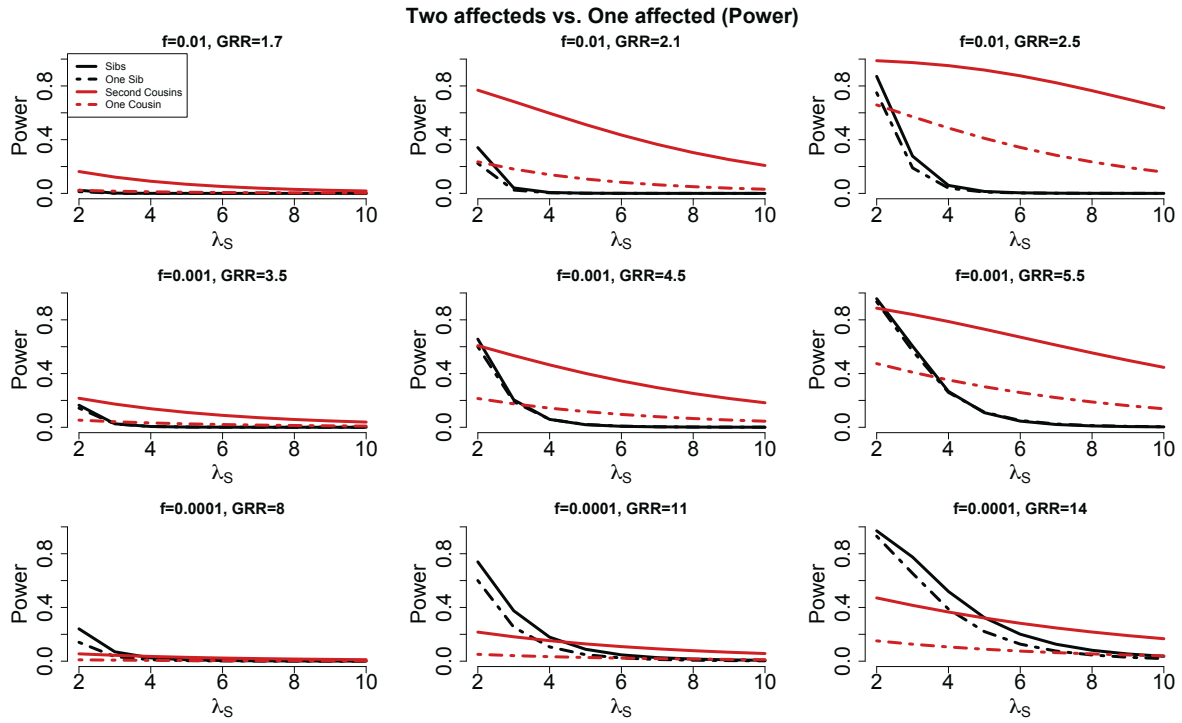 Two affecteds vs. One affected (Power)
f=0.01, GRR=1.7
f=0.01, GRR=2.1
f=0.01, GRR=2.5
Sibs
One Sib
Second Cousins
One Cousin
Power
0.0 0.4 0.8
2 4 6 8 10
λS
Power
0.0 0.4 0.8
2 4 6 8 10
λS
Power
0.0 0.4 0.8
2 4 6 8 10
λS
f=0.001, GRR=3.5
f=0.001, GRR=4.5
f=0.001, GRR=5.5
Power
0.0 0.4 0.8
2 4 6 8 10
λS
Power
0.0 0.4 0.8
2 4 6 8 10
λS
Power
0.0 0.4 0.8
2 4 6 8 10
λS
f=0.0001, GRR=8
f=0.0001, GRR=11
f=0.0001, GRR=14
Power
0.0 0.4 0.8
2 4 6 8 10
λS
Power
0.0 0.4 0.8
2 4 6 8 10
λS
Power
0.0 0.4 0.8
2 4 6 8 10
λS